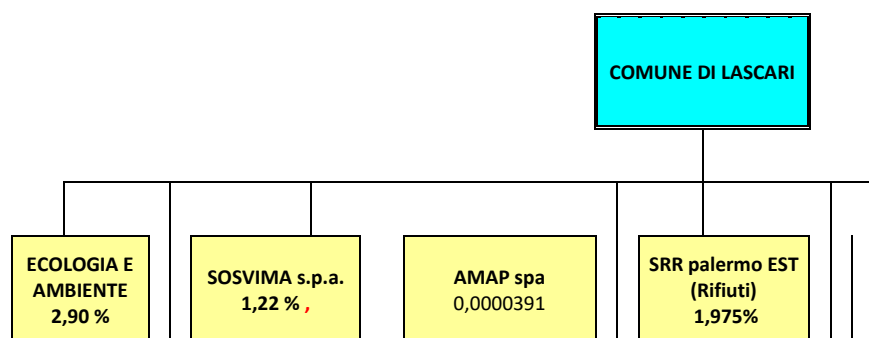 COMUNE DI LASCARI
ECOLOGIA E
AMBIENTE
2,90 %
SOSVIMA s.p.a.
1,22 % ,
AMAP spa
0,0000391
SRR palermo EST
(Rifiuti)
1,975%